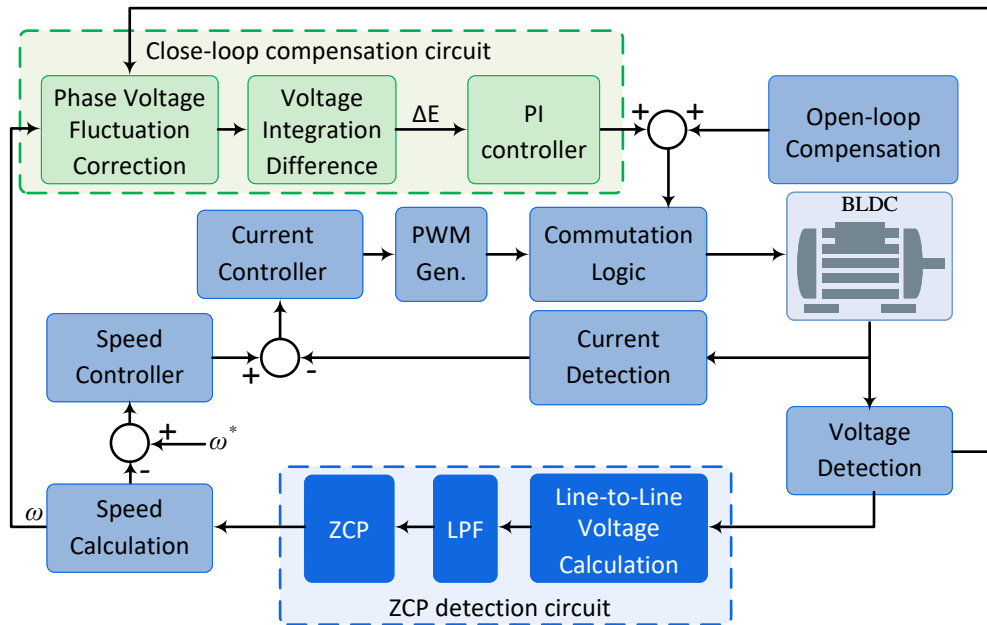 Close-loop compensation circuit
Phase Voltage
Fluctuation
Correction
Voltage
Integration
Difference
ΔE
PI
controller
+
+
Open-loop
Compensation
Current
Controller
PWM
Gen.
Commutation
Logic
BLDC
Speed
Controller
+
-
Current
Detection
+
ω*
-
Voltage
Detection
ω
Speed
Calculation
ZCP
LPF
Line-to-Line
Voltage
Calculation
ZCP detection circuit